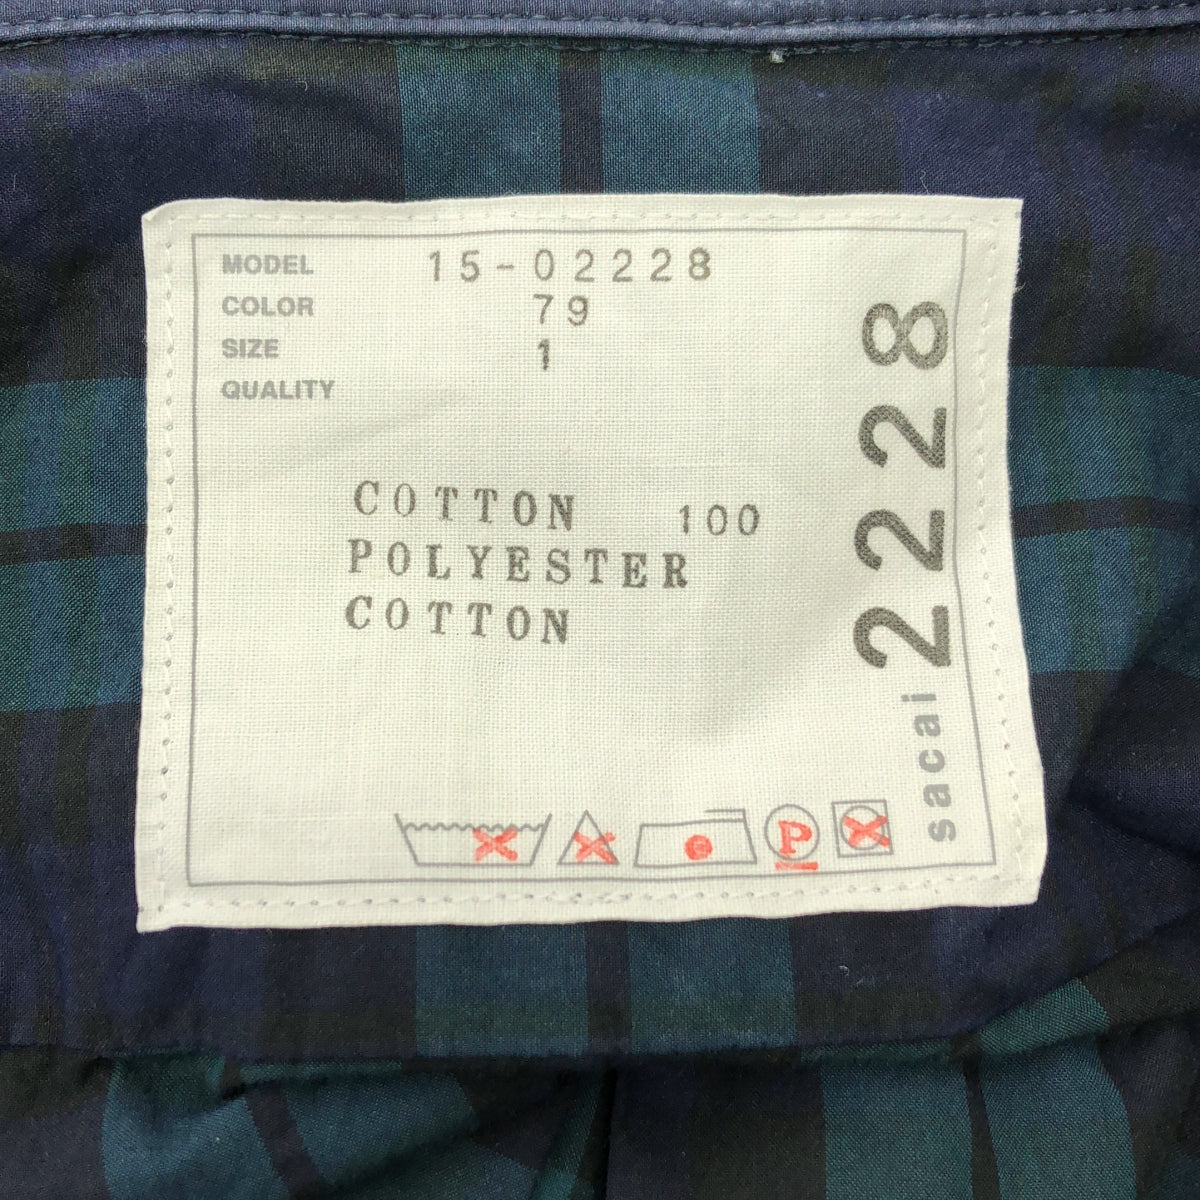 MODEL 15-02228
COLOR 79
SIZE 1
QUALITY
COTTON 100
POLYESTER
COTTON
sacai 2228
P